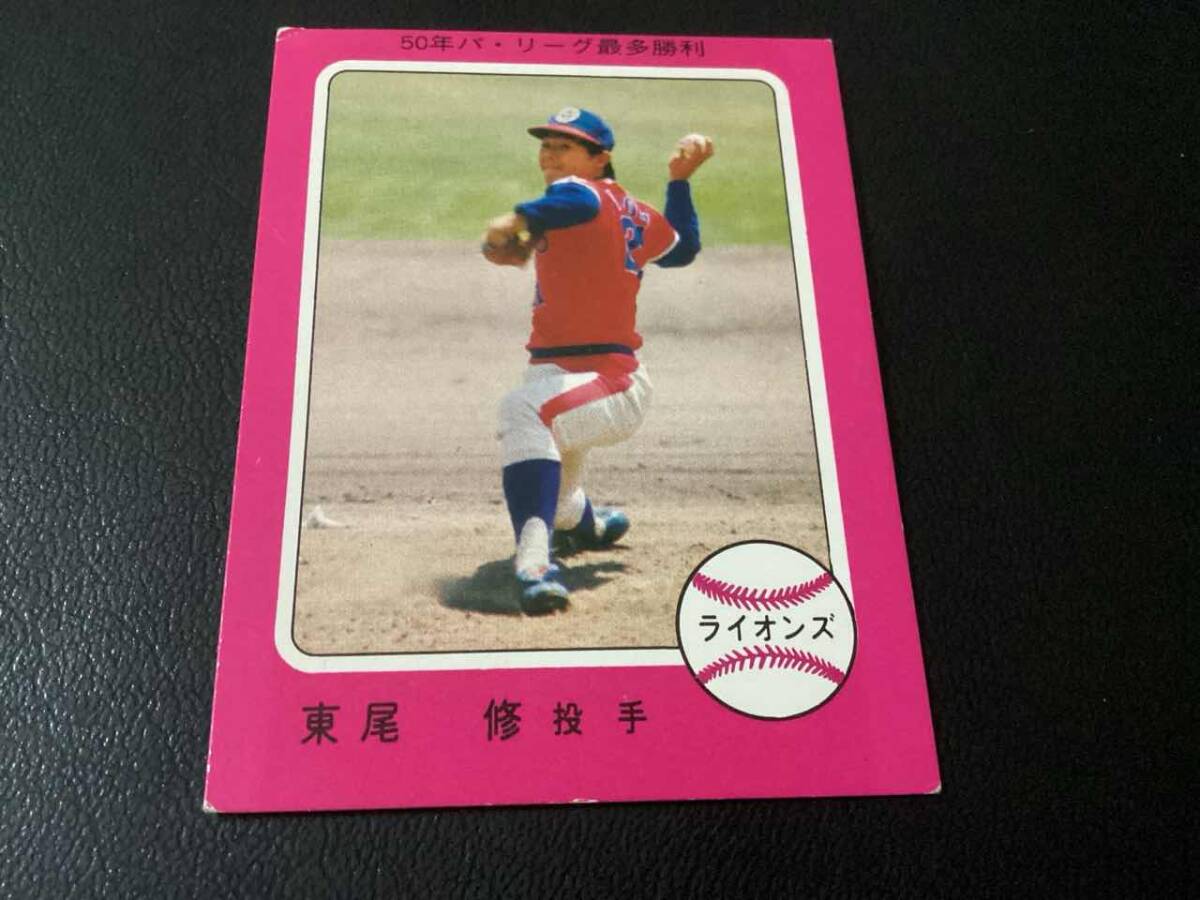 50年パ・リーグ最多勝利
ライオンズ
東尾 修 投手